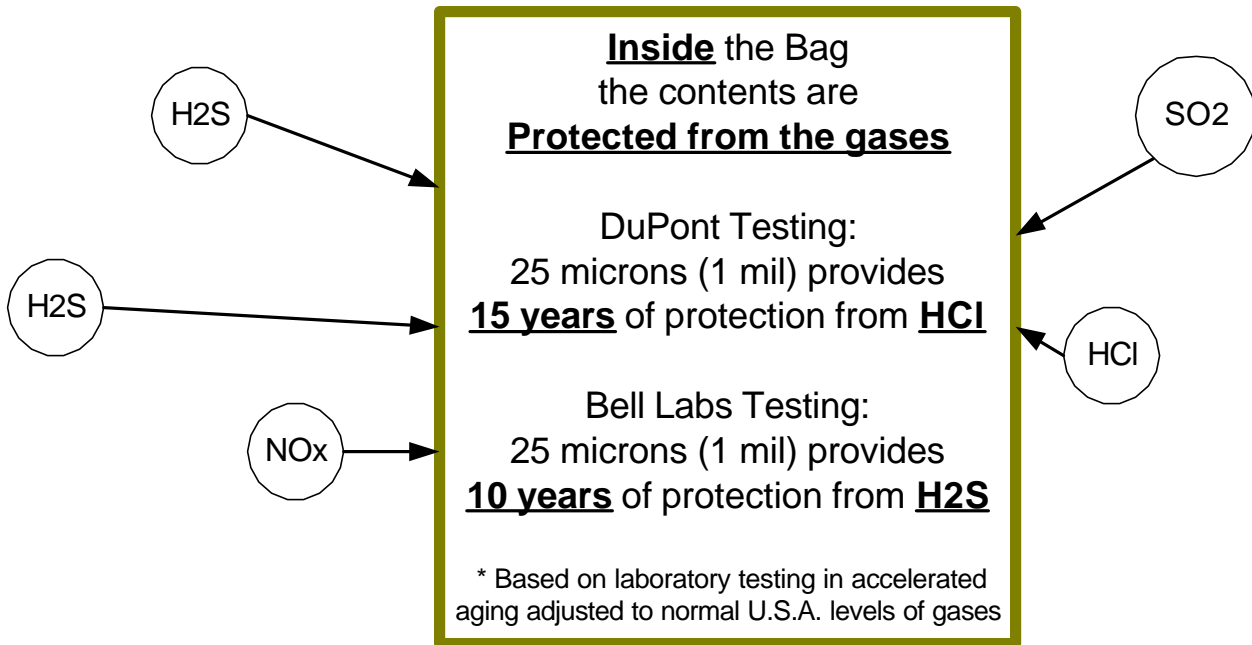 Inside the Bag
the contents are
Protected from the gases
DuPont Testing:
25 microns (1 mil) provides
15 years of protection from HCl
Bell Labs Testing:
25 microns (1 mil) provides
10 years of protection from H2S
* Based on laboratory testing in accelerated
aging adjusted to normal U.S.A. levels of gases
H2S
H2S
NOx
SO2
HCl